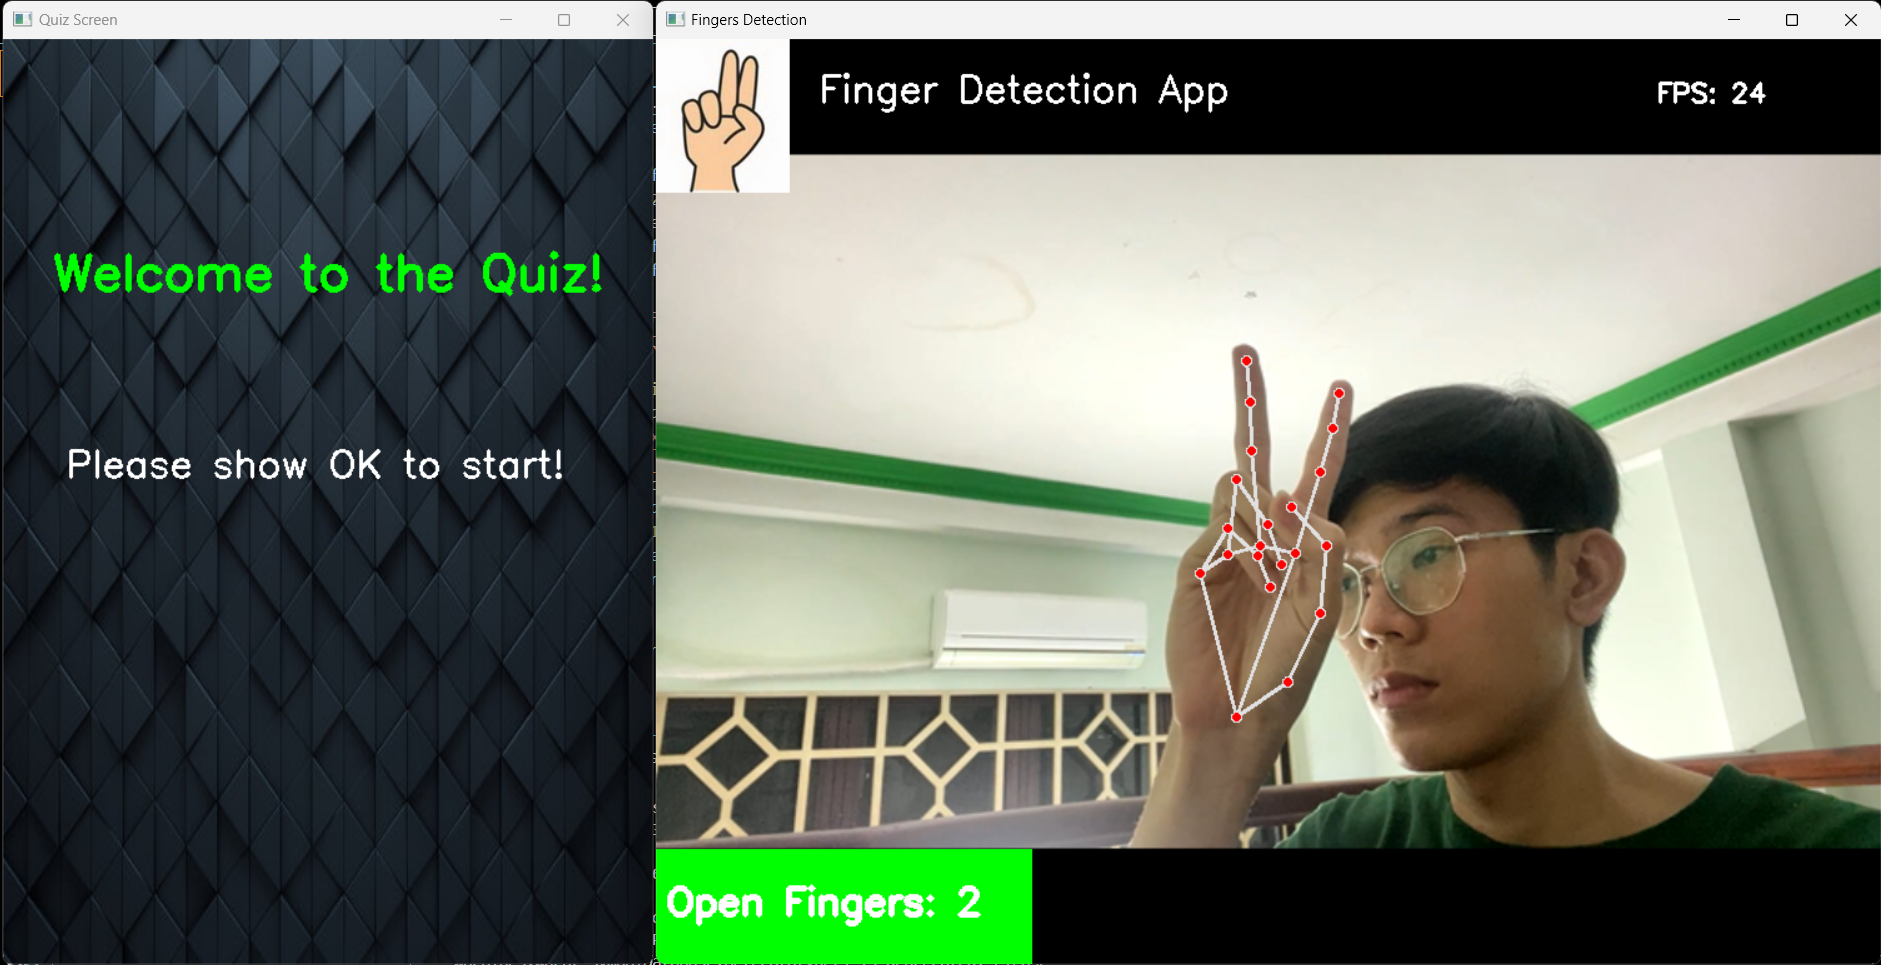 Quiz Screen
Welcome to the Quiz!
Please show OK to start!
Fingers Detection
Finger Detection App
FPS: 24
Open Fingers: 2